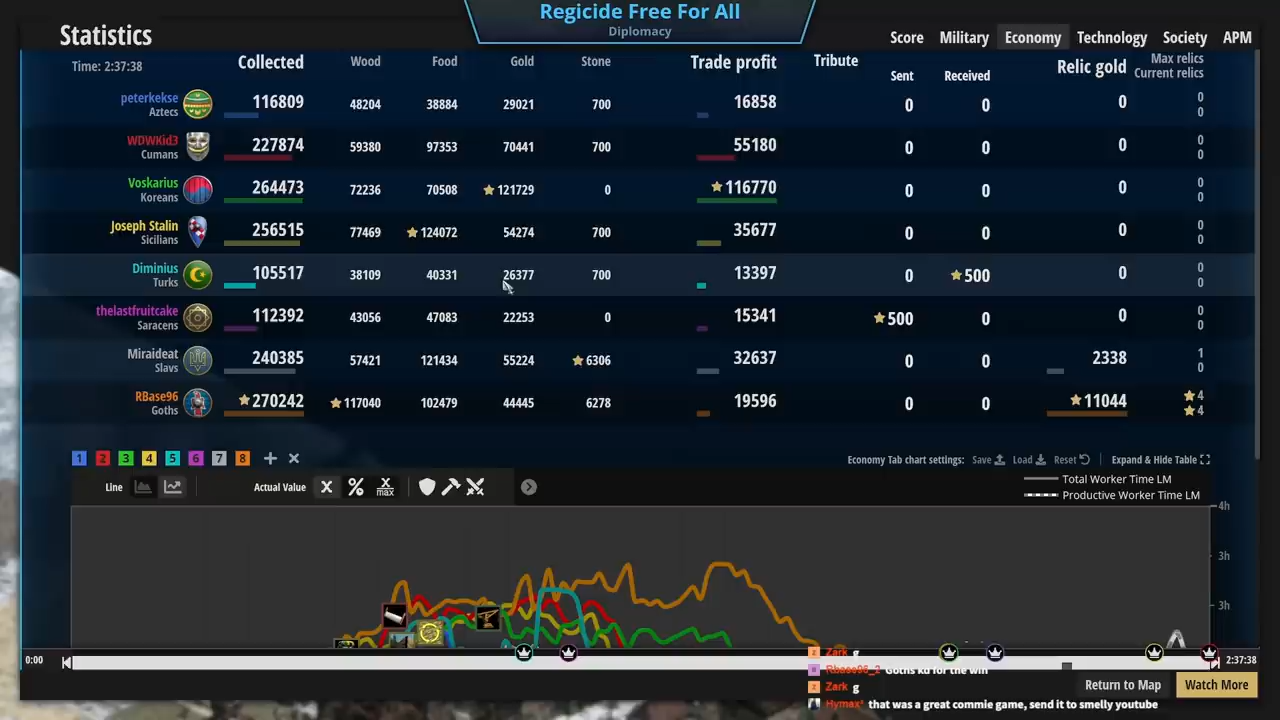 Regicide Free For All
Diplomacy
Statistics
Score Military Economy Technology Society APM
Time: 2:37:38
Collected Wood Food Gold Stone Trade profit Tribute Sent Received Relic gold Max relics Current relics
peterkekse Aztecs 116809 48204 38884 29021 700 16858 0 0 0 0 0
WDWKid3 Cumans 227874 59380 97353 70441 700 55180 0 0 0 0 0
Voskarius Koreans 264473 72236 70508 121729 0 116770 0 0 0 0 0
Joseph Stalin Sicilians 256515 77469 124072 54274 700 35677 0 0 0 0 0
Diminius Turks 105517 38109 40331 26377 700 13397 0 500 0 0 0
thelastfruitcake Saracens 112392 43056 47083 22253 0 15341 500 0 0 0 0
Miraideat Slavs 240385 57421 121434 55224 6306 32637 0 0 2338 1 0
RBase96 Goths 270242 117040 102479 44445 6278 19596 0 0 11044 4 4
1 2 3 4 5 6 7 8 + ×
Economy Tab chart settings: Save Load Reset Expand & Hide Table
Line Actual Value X % X max
Total Worker Time LM
Productive Worker Time LM
4h
3h
3h
0:00
2:37:38
Zark g
Rbase96_2 Goths kd for the win
Zark g
Hymax* that was a great commie game, send it to smelly youtube
Return to Map Watch More